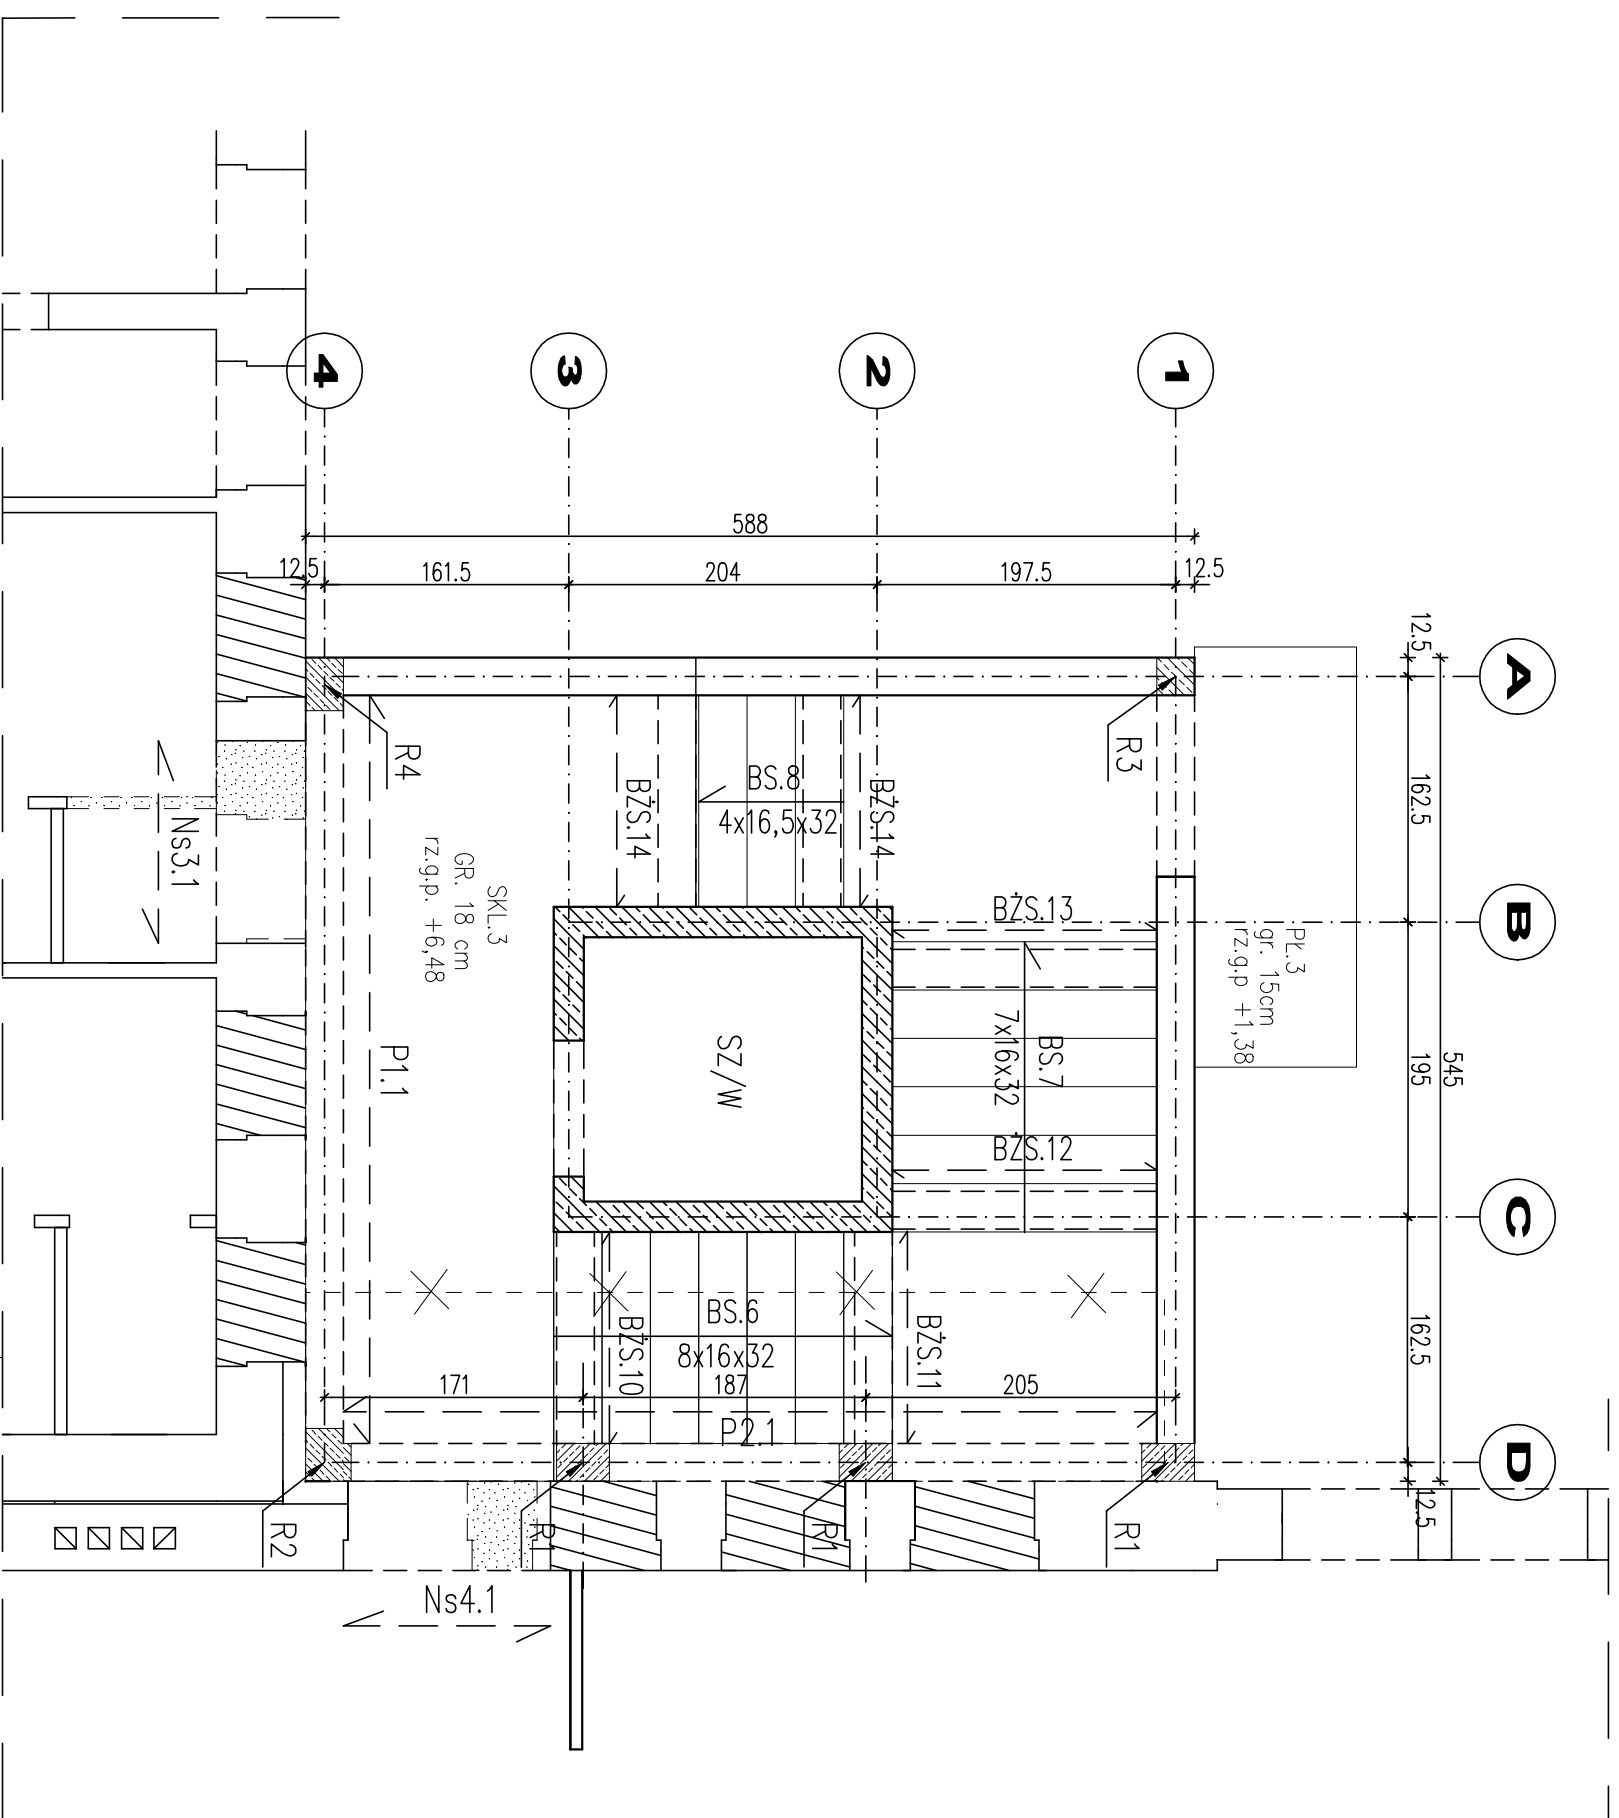 4
3
2
1
A
B
C
D
588
12.5
161.5
204
197.5
12.5
12.5
162.5
195
162.5
12.5
545
R4
R3
BŻS.14
BS.8
4x16,5x32
BŻS.14
Ns3.1
SKL.3
GR. 18 cm
rz.g.p. +6,48
BŻS.13
PŁ.3
gr. 15cm
rz.g.p +1,38
P1.1
SZ/W
BS.7
7x16x32
BŻS.12
BS.6
8x16x32
BŻS.10
BŻS.11
171
187
205
P2.1
R2
R1
R1
R1
Ns4.1